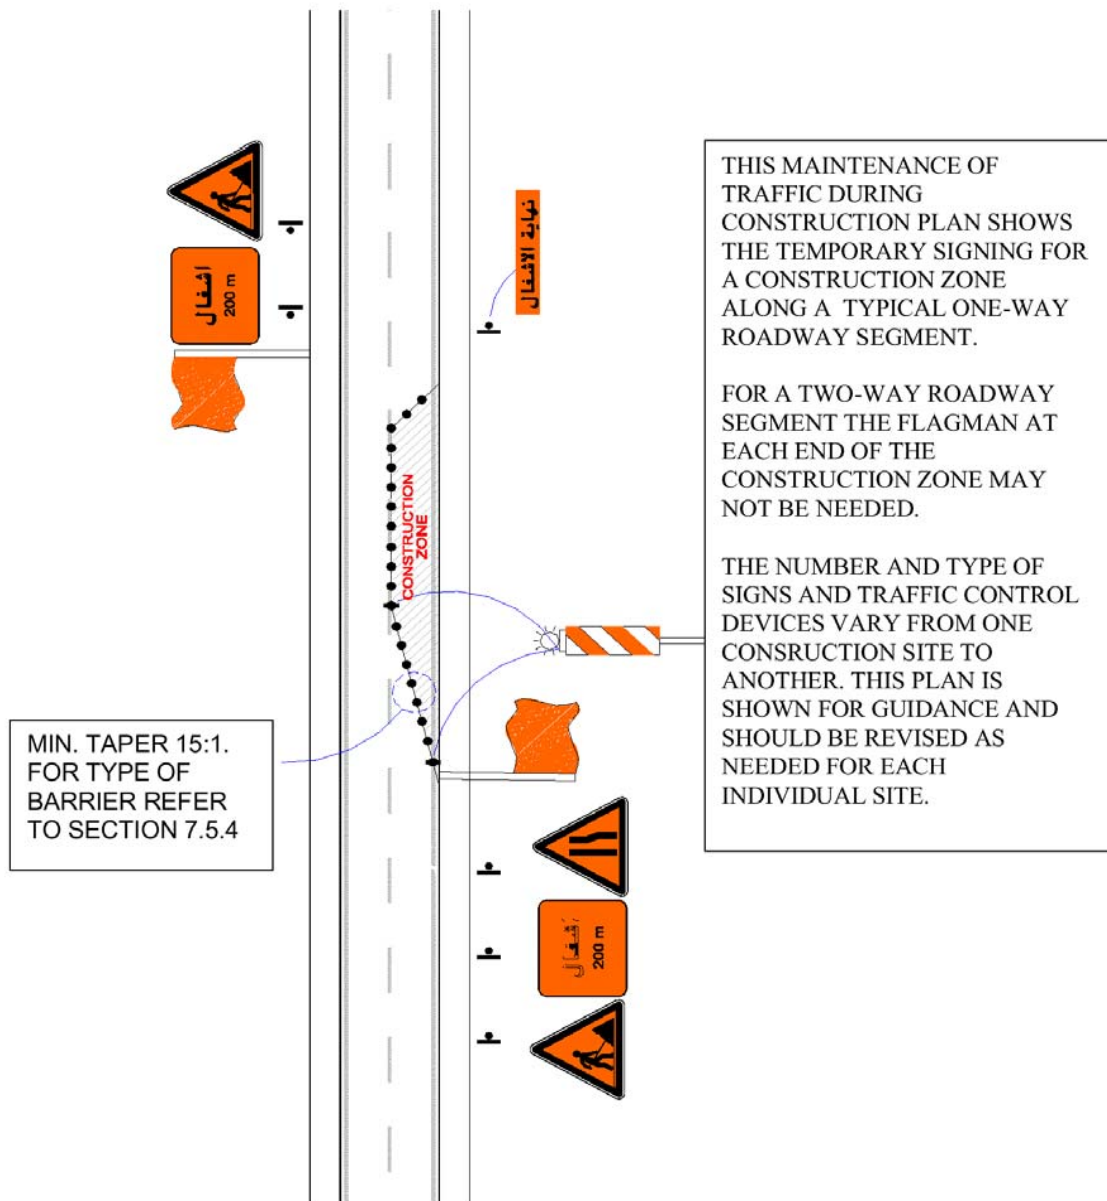 اشغال
200 m
نهاية الاشغال
THIS MAINTENANCE OF
TRAFFIC DURING
CONSTRUCTION PLAN SHOWS
THE TEMPORARY SIGNING FOR
A CONSTRUCTION ZONE
ALONG A TYPICAL ONE-WAY
ROADWAY SEGMENT.
FOR A TWO-WAY ROADWAY
SEGMENT THE FLAGMAN AT
EACH END OF THE
CONSTRUCTION ZONE MAY
NOT BE NEEDED.
THE NUMBER AND TYPE OF
SIGNS AND TRAFFIC CONTROL
DEVICES VARY FROM ONE
CONSRUCTION SITE TO
ANOTHER. THIS PLAN IS
SHOWN FOR GUIDANCE AND
SHOULD BE REVISED AS
NEEDED FOR EACH
INDIVIDUAL SITE.
CONSTRUCTION
ZONE
MIN. TAPER 15:1.
FOR TYPE OF
BARRIER REFER
TO SECTION 7.5.4
أشغال
200 m